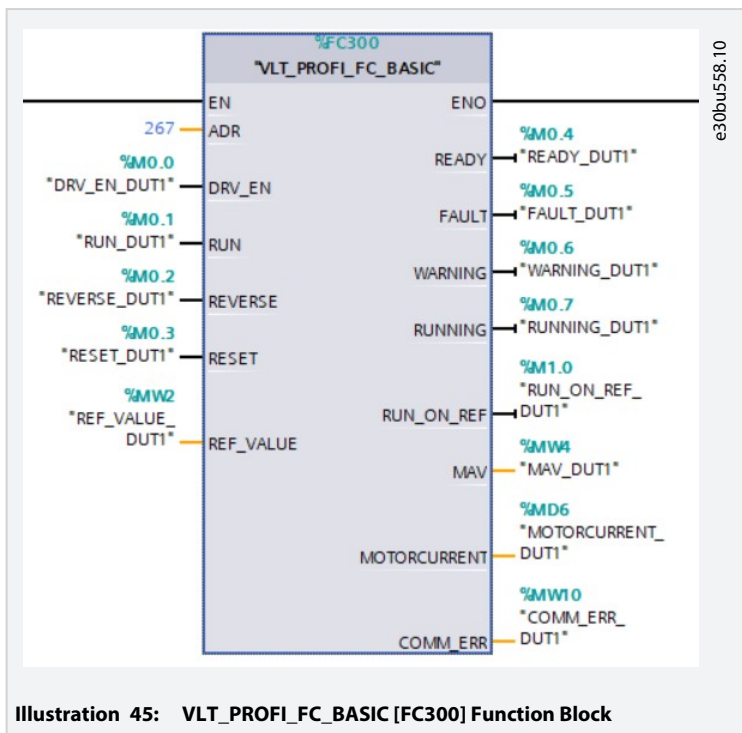 %FC300
"VLT_PROFI_FC_BASIC"
EN
ENO
267
ADR
%M0.0
"DRV_EN_DUT1"
DRV_EN
%M0.1
"RUN_DUT1"
RUN
%M0.2
"REVERSE_DUT1"
REVERSE
%M0.3
"RESET_DUT1"
RESET
%MW2
"REF_VALUE_
DUT1"
REF_VALUE
READY
%M0.4
"READY_DUT1"
FAULT
%M0.5
"FAULT_DUT1"
WARNING
%M0.6
"WARNING_DUT1"
RUNNING
%M0.7
"RUNNING_DUT1"
RUN_ON_REF
%M1.0
"RUN_ON_REF_
DUT1"
MAV
%MW4
"MAV_DUT1"
MOTORCURRENT
%MD6
"MOTORCURRENT_
DUT1"
COMM_ERR
%MW10
"COMM_ERR_
DUT1"
e30bu558.10
Illustration 45: VLT_PROFI_FC_BASIC [FC300] Function Block